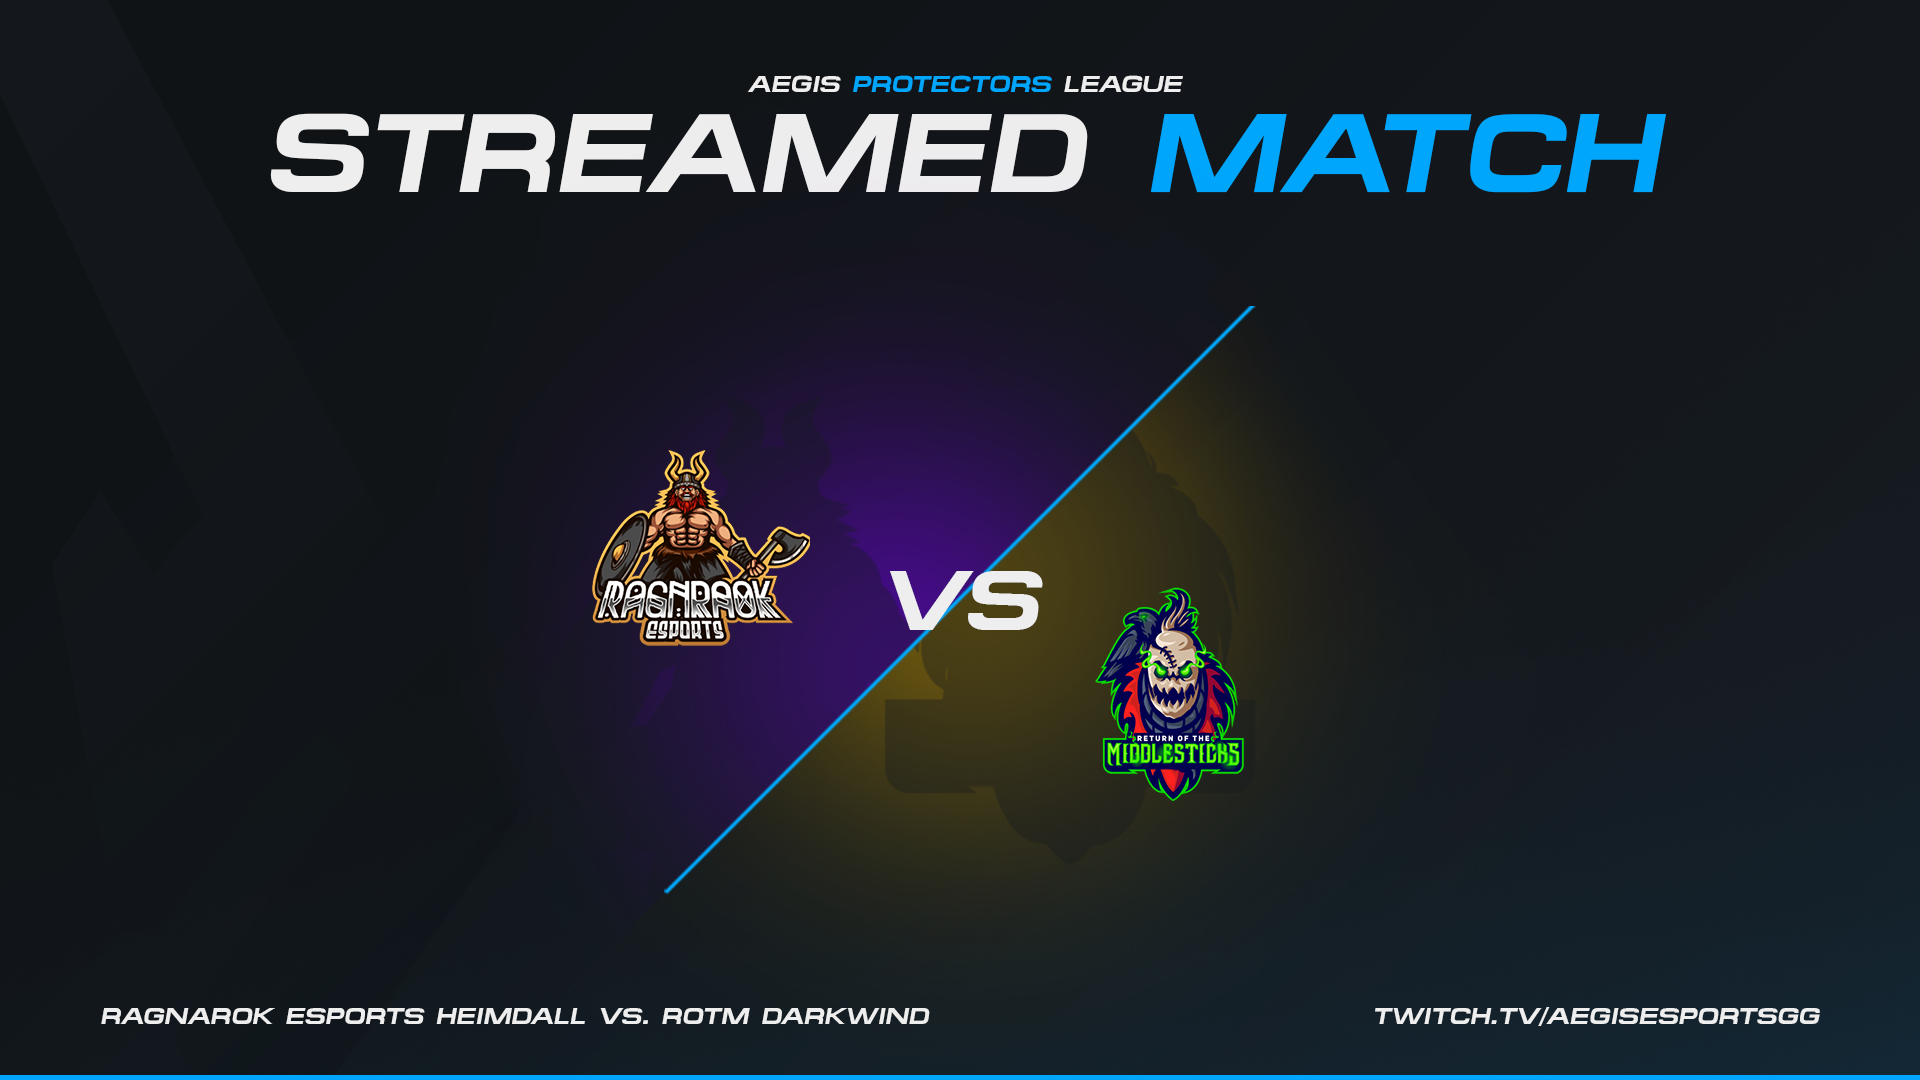 AEGIS PROTECTORS LEAGUE
STREAMED MATCH
RAGNRAOK
ESPORTS
VS
RETURN OF THE
MIDDLESTICKS
RAGNAROK ESPORTS HEIMDALL VS. ROTM DARKWIND
TWITCH.TV/AEGISESPORTSGG